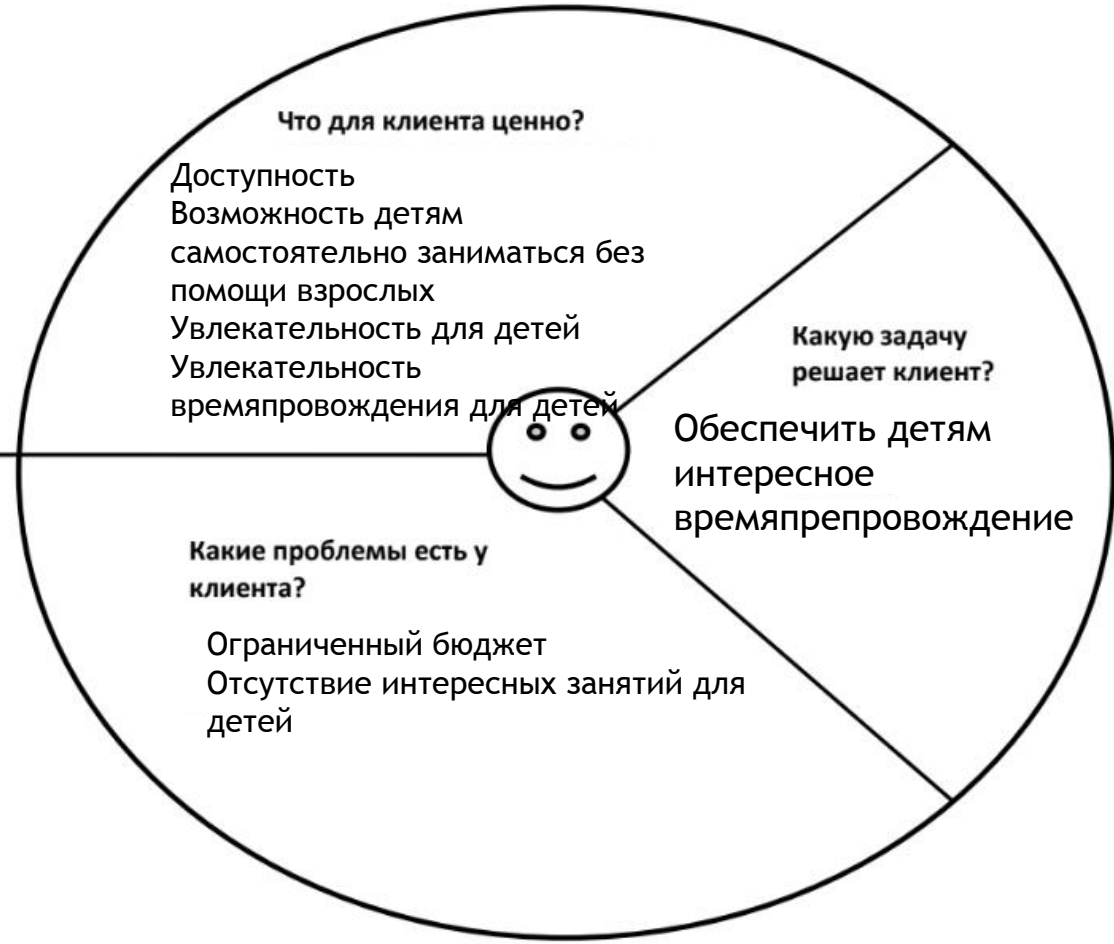 Что для клиента ценно?
Доступность
Возможность детям
самостоятельно заниматься без
помощи взрослых
Увлекательность для детей
Увлекательность
времяпровождения для детей
Какую задачу
решает клиент?
Обеспечить детям
интересное
времяпрепровождение
Какие проблемы есть у
клиента?
Ограниченный бюджет
Отсутствие интересных занятий для
детей